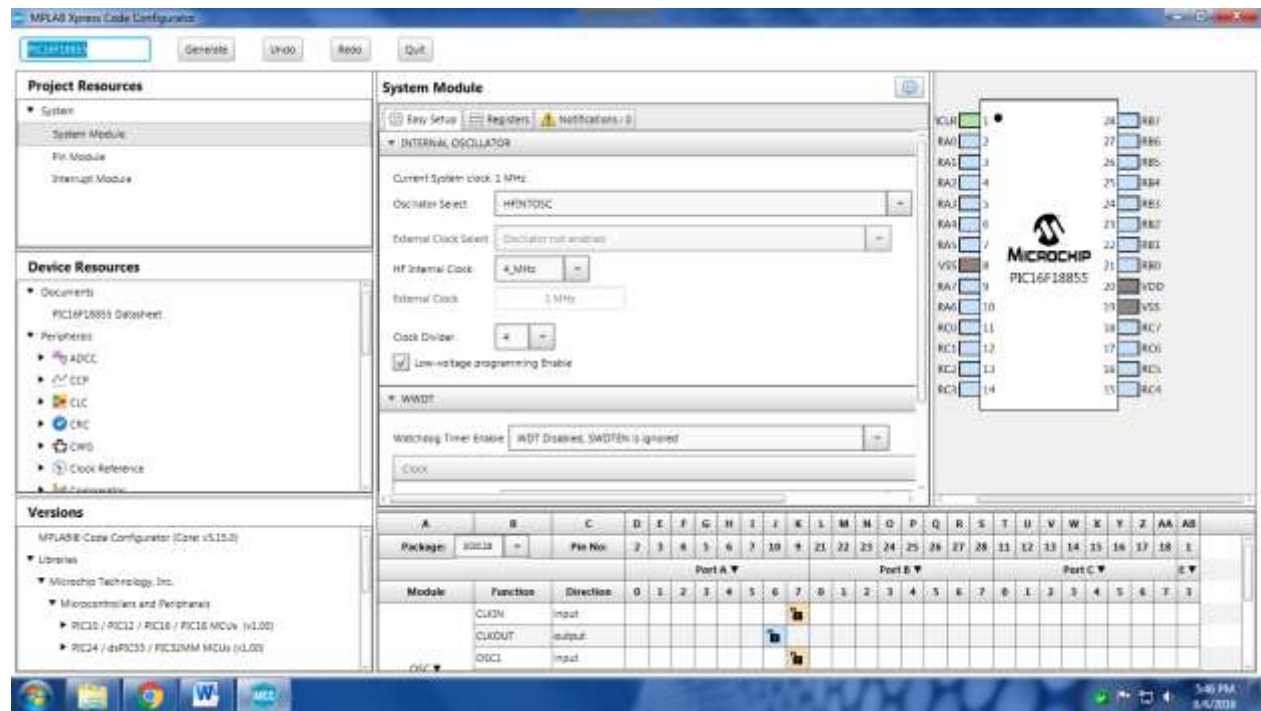 MPLAB Xpress Code Configurator
PIC16F18855 Generate Undo Redo Quit
Project Resources
System
System Module
Pin Module
Interrupt Module
Device Resources
Documents
PIC16F18855 Datasheet
Peripherals
ADCC
CCP
CLC
CRC
CWG
Clock Reference
Versions
MPLAB® Code Configurator (Core v3.15.0)
Libraries
Microchip Technology, Inc.
Microcontrollers and Peripherals
PIC10 / PIC12 / PIC16 / PIC18 MCUs (v1.00)
PIC24 / dsPIC33 / PIC32MM MCUs (v1.00)
System Module
Easy Setup Registers Notifications : 0
INTERNAL OSCILLATOR
Current System clock 1 MHz
Oscillator Select HFINTOSC
External Clock Select Oscillator not enabled
HF Internal Clock 4_MHz
External Clock 1 MHz
Clock Divider 4
Low-voltage programming Enable
WWDT
Watchdog Timer Enable WDT Disabled, SWDTEN is ignored
Clock
1 28 RB7
RA0 2 27 RB6
RA1 3 26 RB5
RA2 4 25 RB4
RA3 5 24 RB3
RA4 6 23 RB2
RA5 7 22 RB1
VSS 8 21 RB0
RA7 9 20 VDD
RA6 10 19 VSS
RC0 11 18 RC7
RC1 12 17 RC6
RC2 13 16 RC5
RC3 14 15 RC4
MICROCHIP
PIC16F18855
A B C D E F G H I J K L M N O P Q R S T U V W X Y Z AA AB
Package: Pin No: 2 3 4 5 6 7 10 9 21 22 23 24 25 26 27 28 11 12 13 14 15 16 17 18 1
Port A ▼ Port B ▼ Port C ▼ E ▼
Module Function Direction 0 1 2 3 4 5 6 7 0 1 2 3 4 5 6 7 0 1 2 3 4 5 6 7 3
CLKIN input
CLKOUT output
OSC ▼ OSC1 input
W MCC
5:46 PM